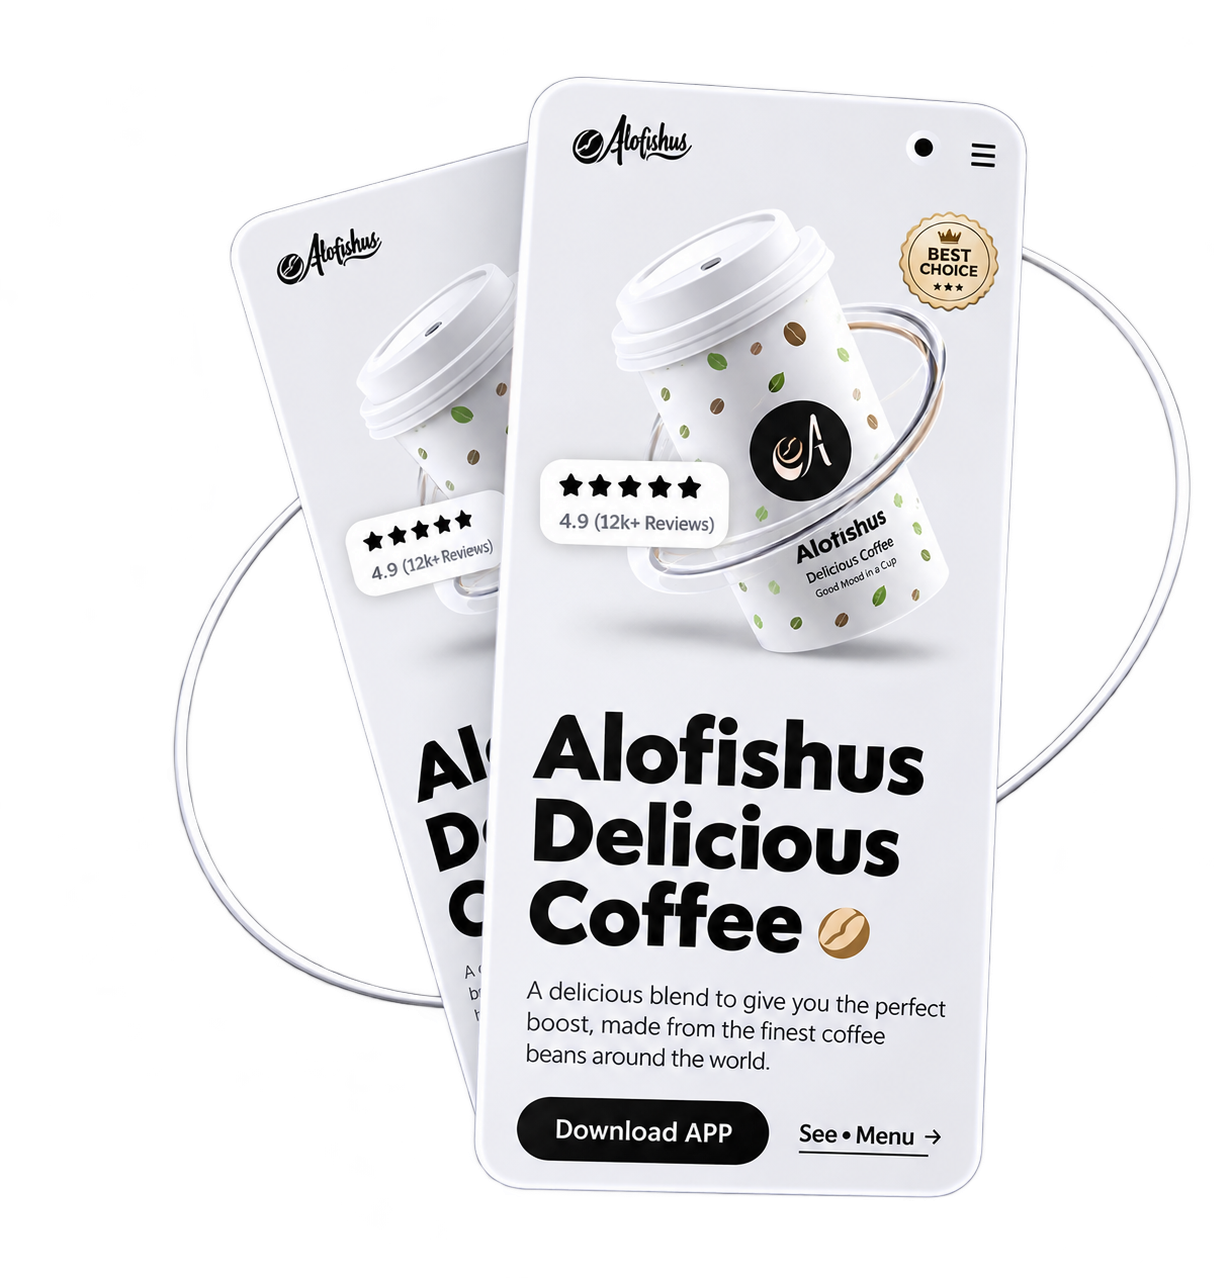 Alofishus
Alofishus
BEST
CHOICE
★★★
A
★★★★★
4.9 (12k+ Reviews)
★★★★★
4.9 (12k+ Reviews)
Alofishus
Delicious Coffee
Good Mood in a Cup
Alofishus
Delicious
Coffee
A delicious blend to give you the perfect
boost, made from the finest coffee
beans around the world.
Download APP
See • Menu →